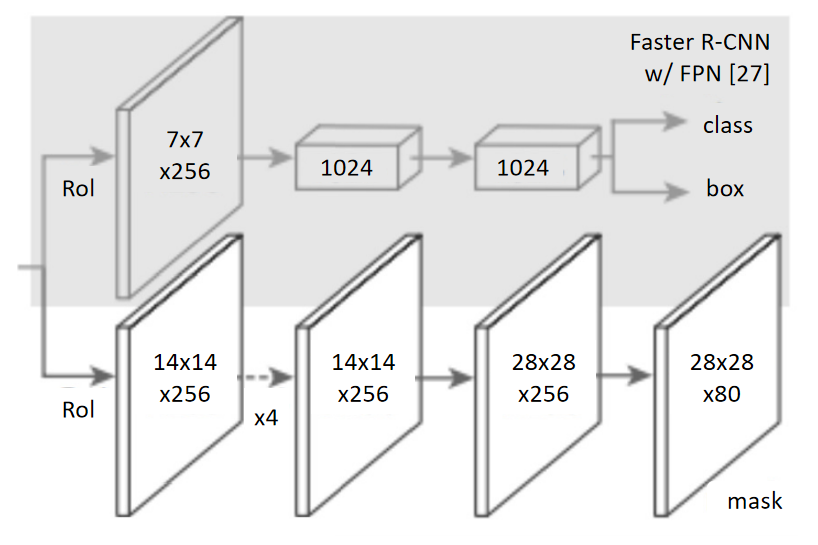 Faster R-CNN
w/ FPN [27]
RoI
7x7
x256
1024
1024
class
box
RoI
14x14
x256
x4
14x14
x256
28x28
x256
28x28
x80
mask